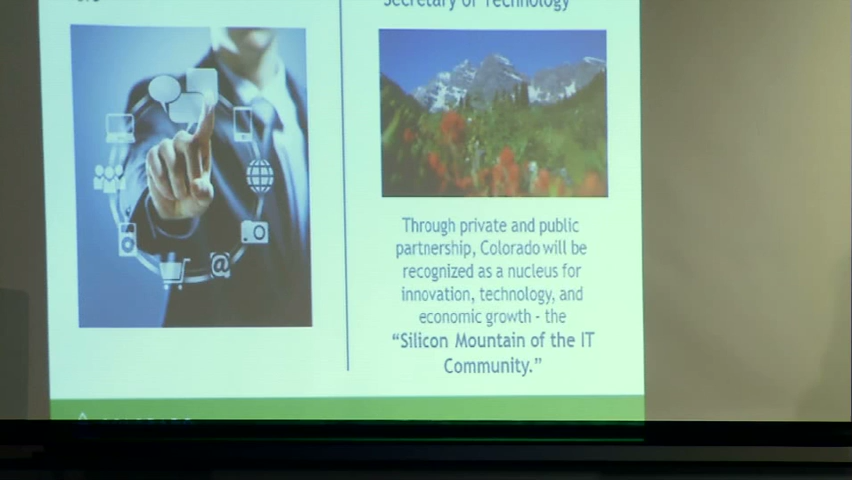 Secretary of Technology
Through private and public
partnership, Colorado will be
recognized as a nucleus for
innovation, technology, and
economic growth - the
“Silicon Mountain of the IT
Community.”